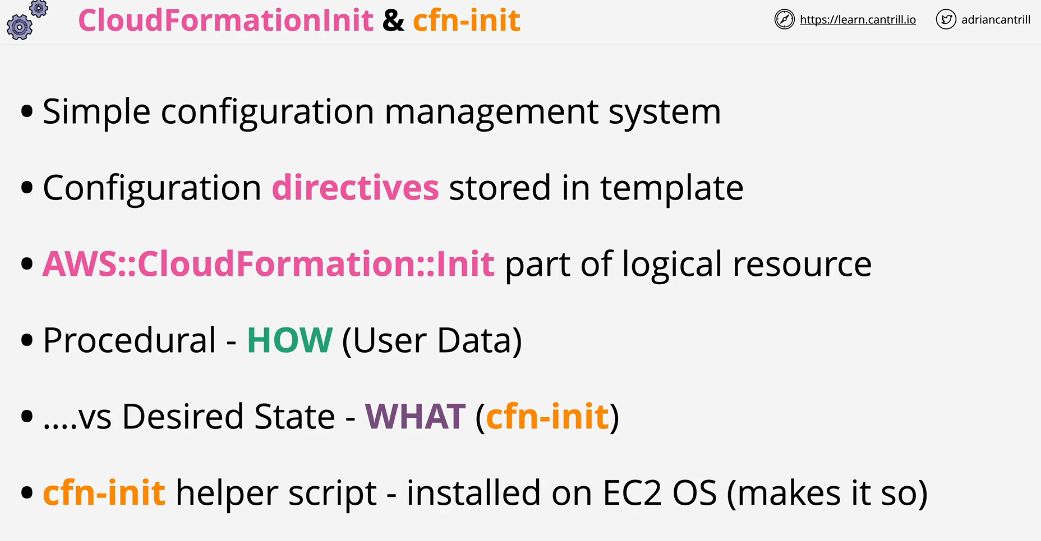 CloudFormationInit & cfn-init
https://learn.cantrill.io
adriancantrill
• Simple configuration management system
• Configuration directives stored in template
• AWS::CloudFormation::Init part of logical resource
• Procedural - HOW (User Data)
• ....vs Desired State - WHAT (cfn-init)
• cfn-init helper script - installed on EC2 OS (makes it so)